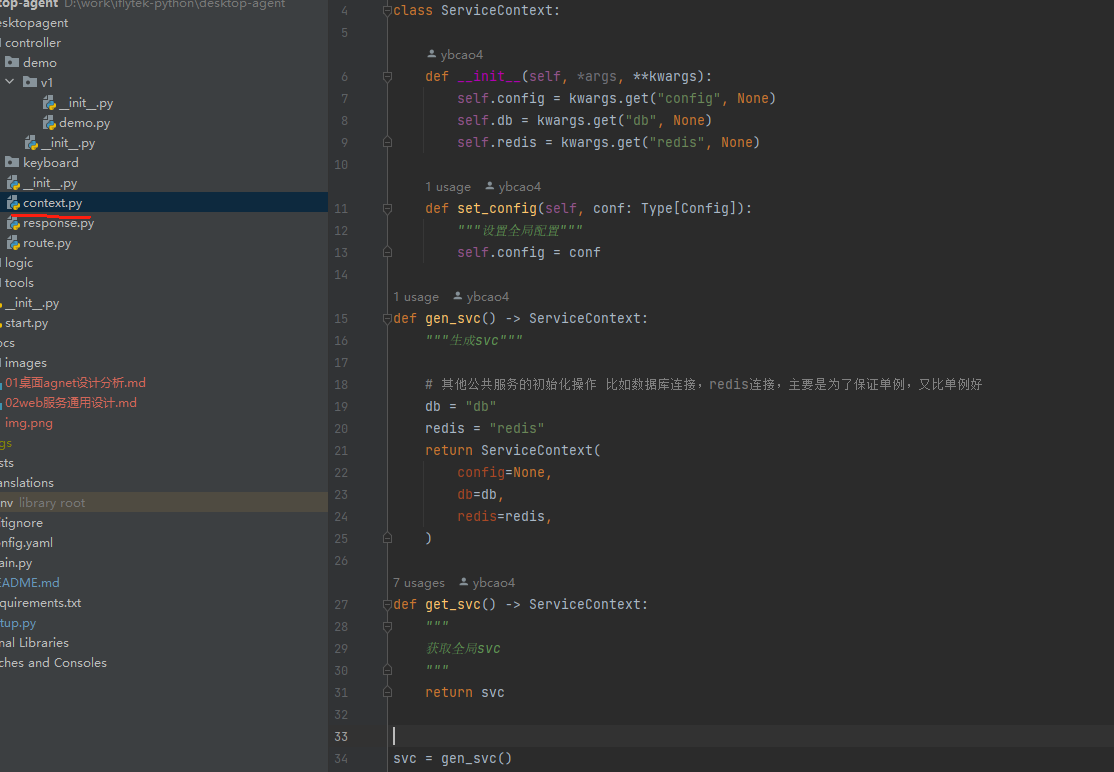 top-agent D:\work\iflytek-python\desktop-agent
esktopagent
controller
demo
v1
__init__.py
demo.py
__init__.py
keyboard
__init__.py
context.py
response.py
route.py
logic
tools
__init__.py
start.py
ocs
images
01桌面agnet设计分析.md
02web服务通用设计.md
img.png
gs
sts
anslations
nv library root
itignore
nfig.yaml
ain.py
EADME.md
quirements.txt
tup.py
nal Libraries
ches and Consoles
4 class ServiceContext:
5
ybcao4
6 def __init__(self, *args, **kwargs):
7 self.config = kwargs.get("config", None)
8 self.db = kwargs.get("db", None)
9 self.redis = kwargs.get("redis", None)
10
1 usage ybcao4
11 def set_config(self, conf: Type[Config]):
12 """设置全局配置"""
13 self.config = conf
14
1 usage ybcao4
15 def gen_svc() -> ServiceContext:
16 """生成svc"""
17
18 # 其他公共服务的初始化操作 比如数据库连接，redis连接，主要是为了保证单例，又比单例好
19 db = "db"
20 redis = "redis"
21 return ServiceContext(
22 config=None,
23 db=db,
24 redis=redis,
25 )
26
7 usages ybcao4
27 def get_svc() -> ServiceContext:
28 """
29 获取全局svc
30 """
31 return svc
32
33
34 svc = gen_svc()